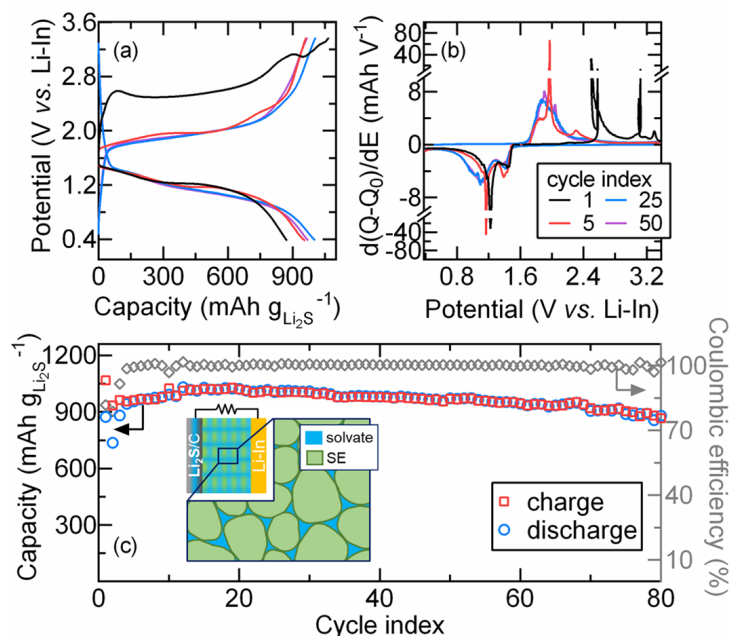 (a)
Potential (V vs. Li-In)
3.6
2.8
2.0
1.2
0.4
0 300 600 900
Capacity (mAh gLi₂S⁻¹)
(b)
d(Q-Q₀)/dE (mAh V⁻¹)
80
40
8
0
-8
-40
-80
cycle index
1 25
5 50
0.8 1.6 2.4 3.2
Potential (V vs. Li-In)
Capacity (mAh gLi₂S⁻¹)
1200
900
600
300
Coulombic efficiency (%)
100
70
40
10
Li₂S/C
Li-In
solvate
SE
(c)
charge
discharge
0 20 40 60 80
Cycle index